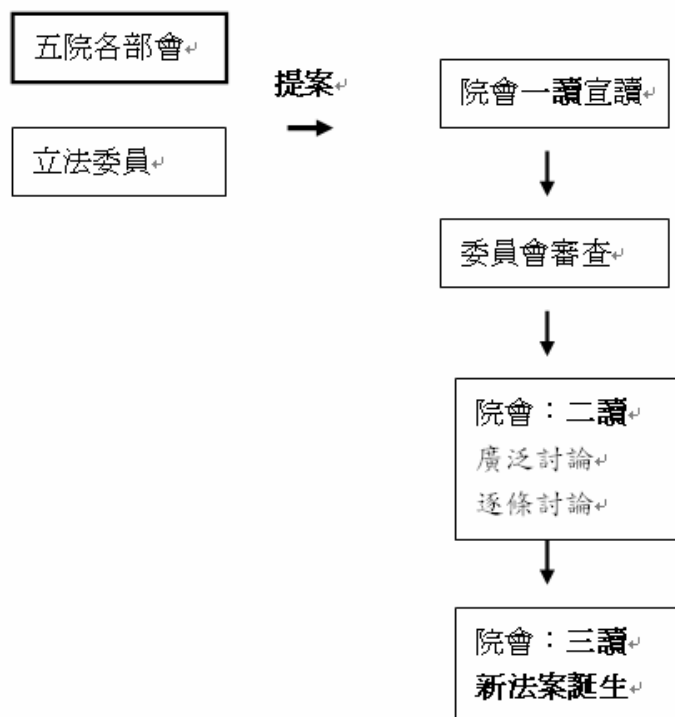 五院各部會
立法委員
提案
院會一讀宣讀
委員會審查
院會：二讀
廣泛討論
逐條討論
院會：三讀
新法案誕生